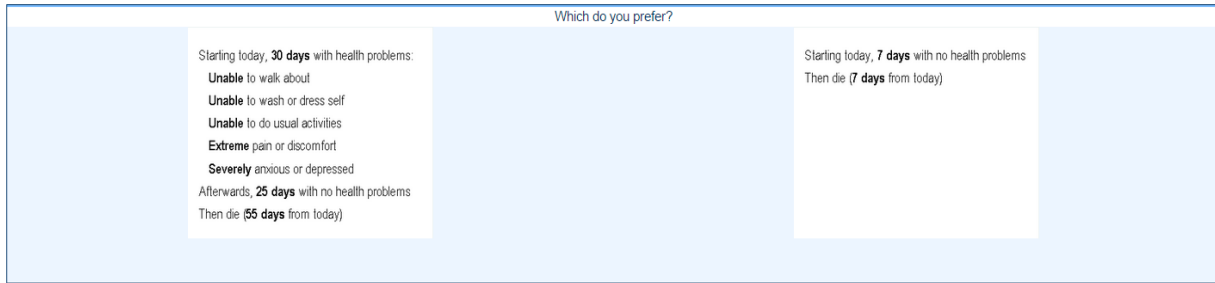 Which do you prefer?
Starting today, 30 days with health problems:
Unable to walk about
Unable to wash or dress self
Unable to do usual activities
Extreme pain or discomfort
Severely anxious or depressed
Afterwards, 25 days with no health problems
Then die (55 days from today)
Starting today, 7 days with no health problems
Then die (7 days from today)